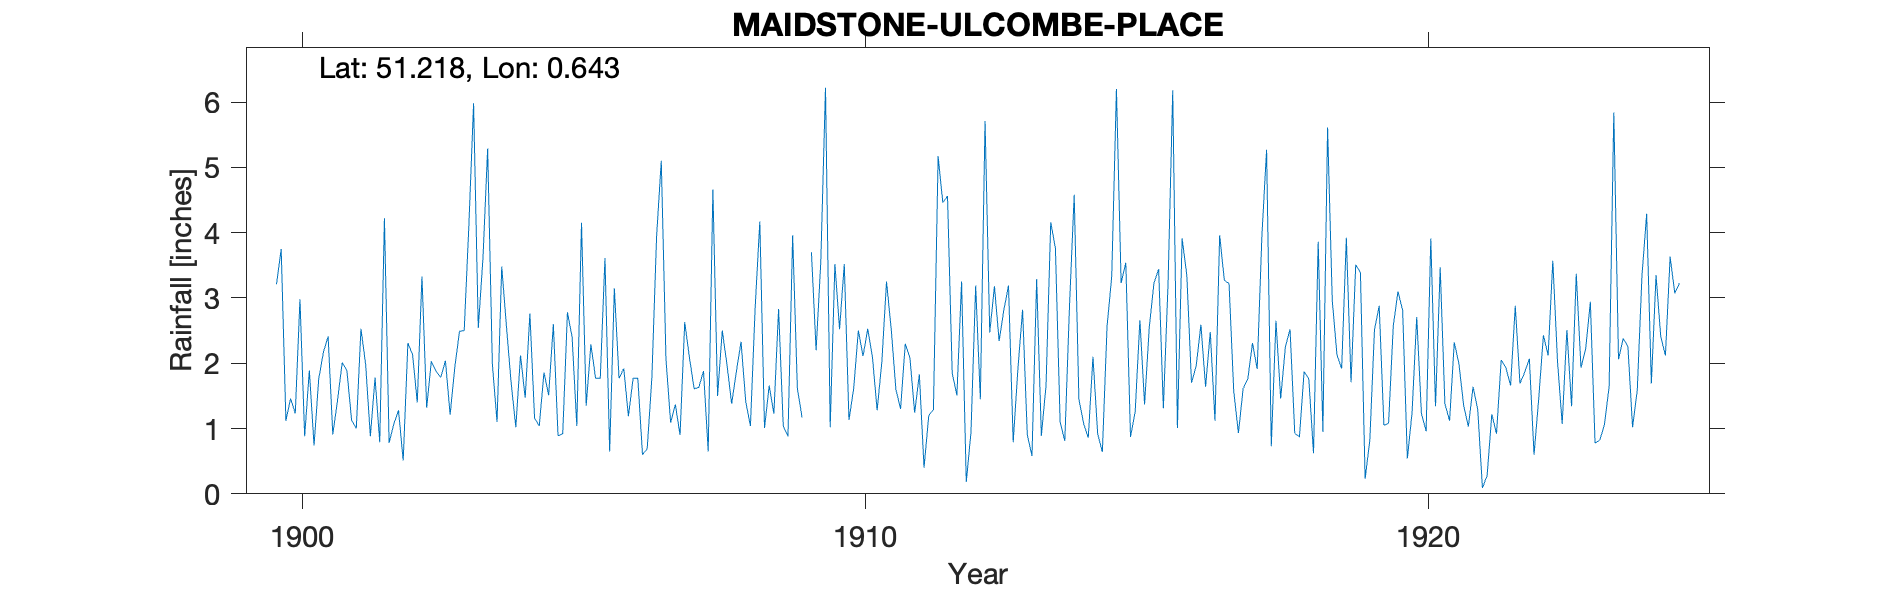 MAIDSTONE-ULCOMBE-PLACE
Lat: 51.218, Lon: 0.643
6
5
4
3
2
1
0
Rainfall [inches]
1900 1910 1920
Year